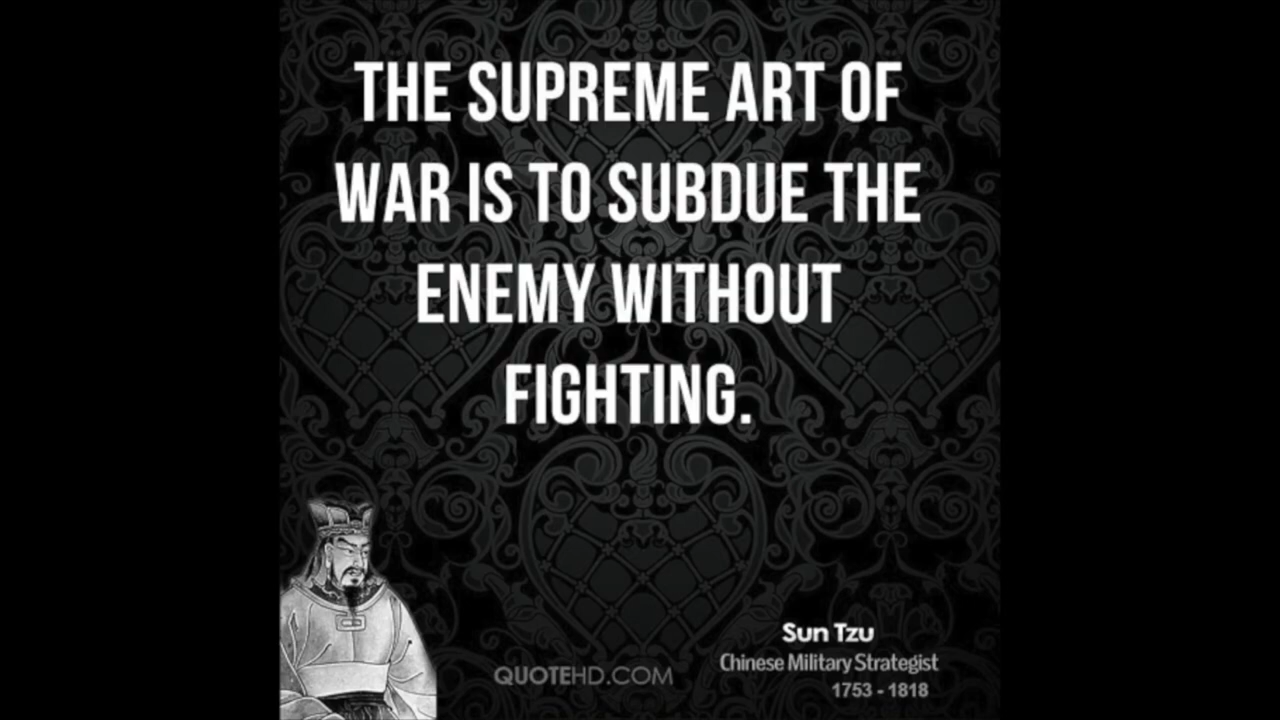 THE SUPREME ART OF
WAR IS TO SUBDUE THE
ENEMY WITHOUT
FIGHTING.
Sun Tzu
Chinese Military Strategist
1753 - 1818
QUOTEHD.COM